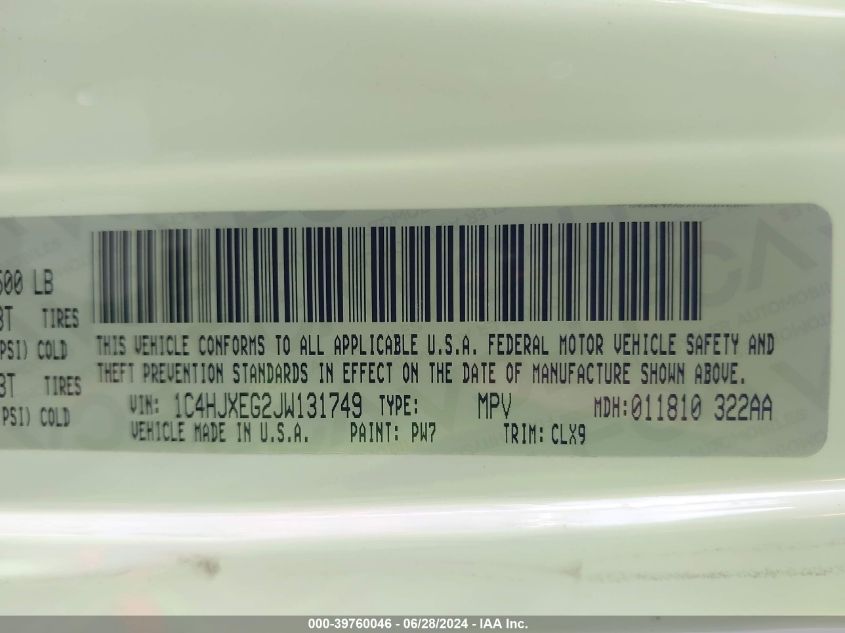 500 LB
3T TIRES
PSI) COLD
3T TIRES
PSI) COLD
THIS VEHICLE CONFORMS TO ALL APPLICABLE U.S.A. FEDERAL MOTOR VEHICLE SAFETY AND
THEFT PREVENTION STANDARDS IN EFFECT ON THE DATE OF MANUFACTURE SHOWN ABOVE.
VIN: 1C4HJXEG2JW131749 TYPE: MPV MDH:011810 322AA
VEHICLE MADE IN U.S.A. PAINT: PW7 TRIM: CLX9
000-39760046 - 06/28/2024 - IAA Inc.